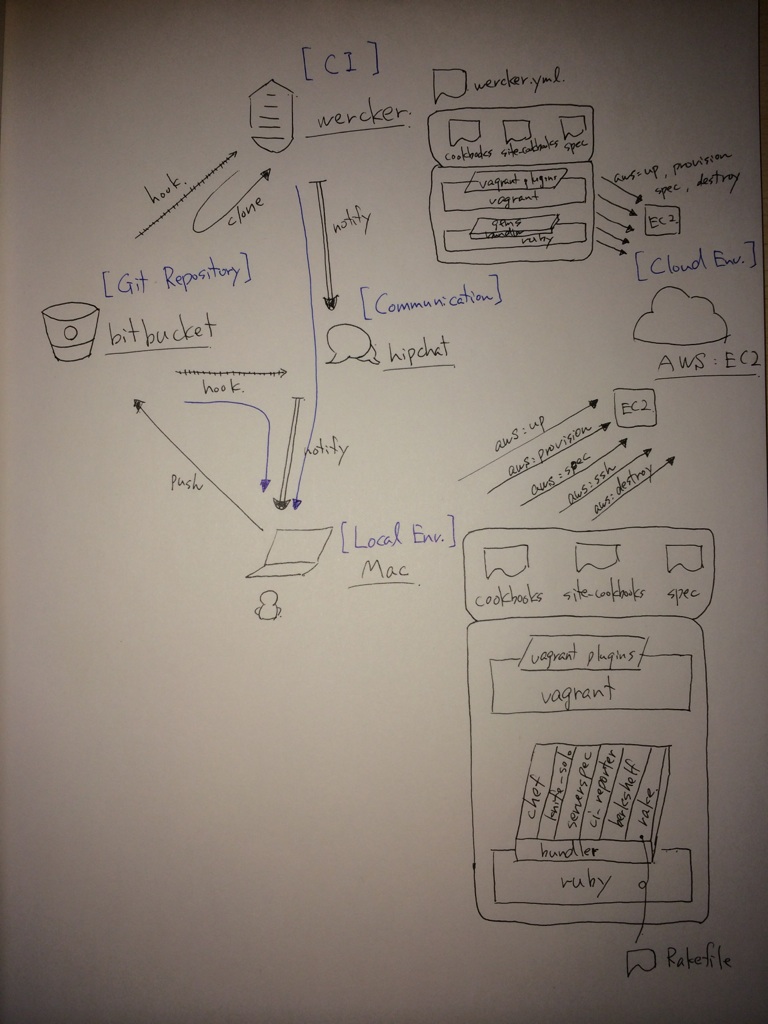 [CI]
wercker.
wercker.yml.
cookbooks
site-cookbooks
spec
vagrant plugins
vagrant
gems
bundler
ruby
aws:up, provision
spec, destroy
EC2
hook.
clone
notify
[Git Repository]
bitbucket
[Communication]
hipchat
[Cloud Env.]
AWS:EC2
hook.
notify
push
EC2
aws:up
aws:provision
aws:spec
aws:ssh
aws:destroy
[Local Env.]
Mac
cookbooks
site-cookbooks
spec
vagrant plugins
vagrant
chef
knife-solo
serverspec
ci-reporter
berkshelf
rake
bundler
ruby
Rakefile